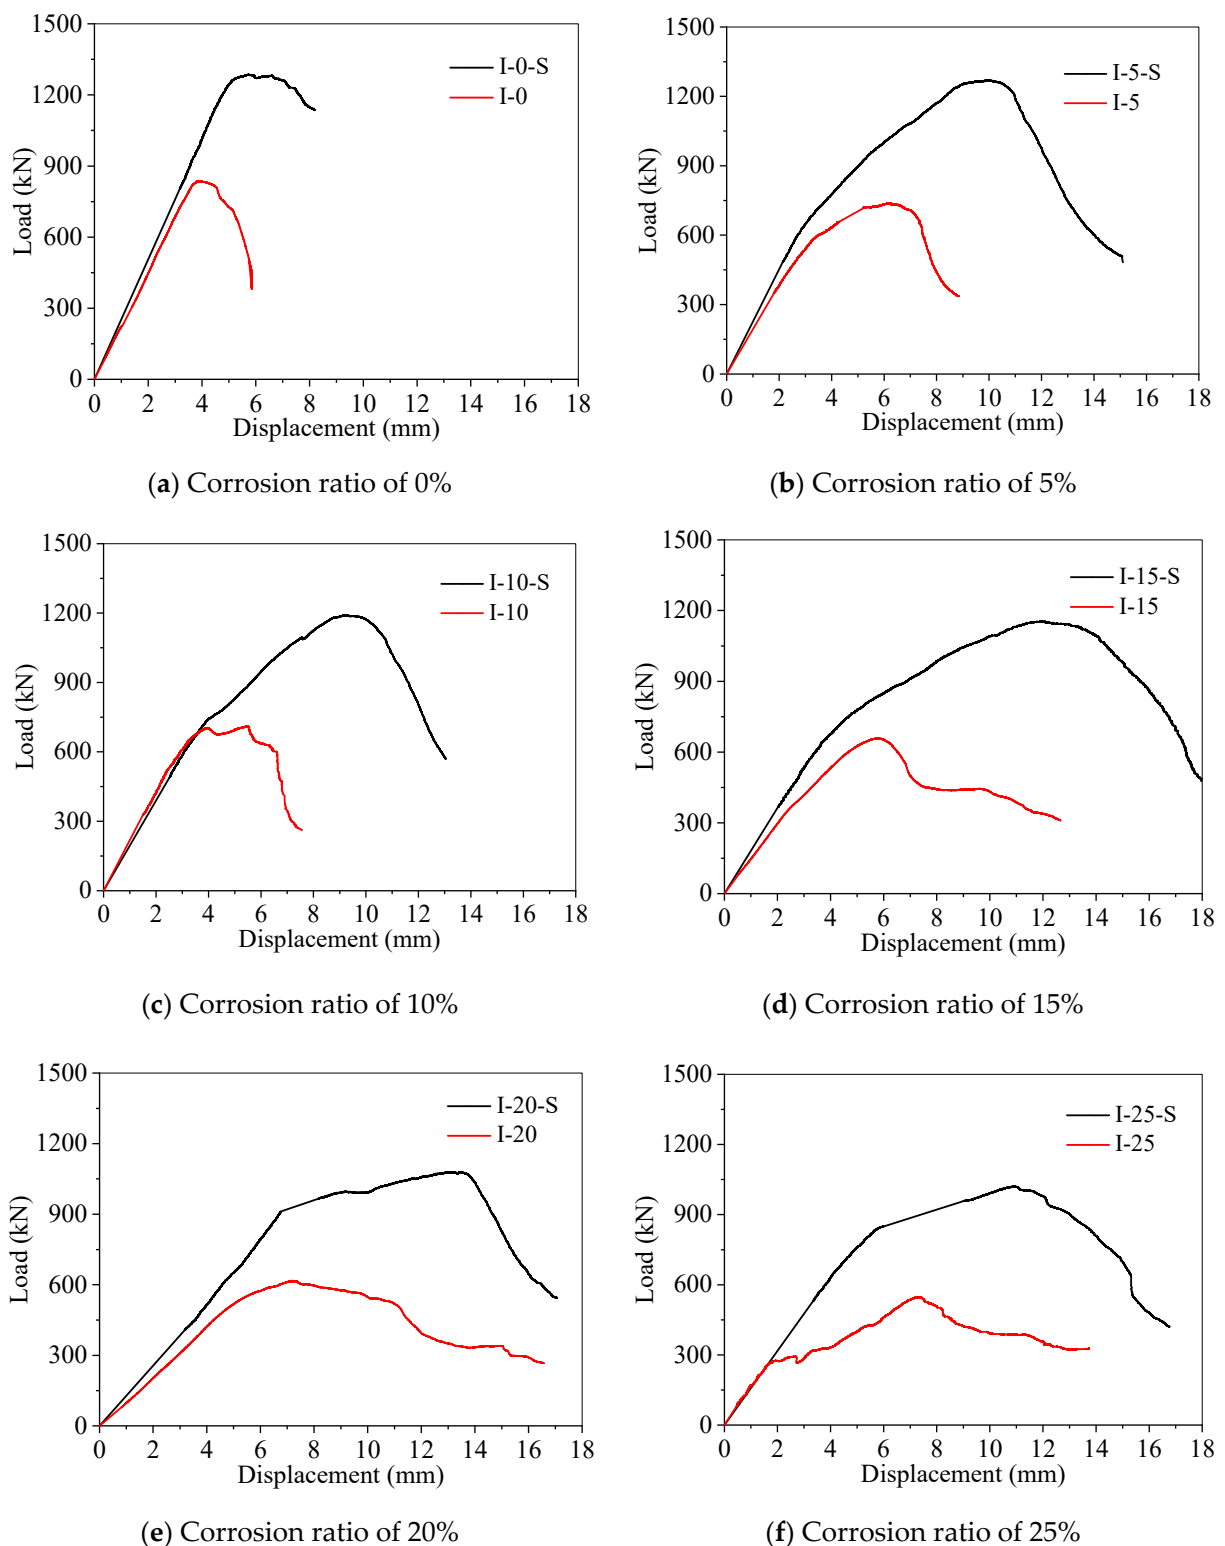 1500
1200
900
600
300
0
Load (kN)
I-0-S
I-0
0 2 4 6 8 10 12 14 16 18
Displacement (mm)
(a) Corrosion ratio of 0%
1500
1200
900
600
300
0
Load (kN)
I-5-S
I-5
0 2 4 6 8 10 12 14 16 18
Displacement (mm)
(b) Corrosion ratio of 5%
1500
1200
900
600
300
0
Load (kN)
I-10-S
I-10
0 2 4 6 8 10 12 14 16 18
Displacement (mm)
(c) Corrosion ratio of 10%
1500
1200
900
600
300
0
Load (kN)
I-15-S
I-15
0 2 4 6 8 10 12 14 16 18
Displacement (mm)
(d) Corrosion ratio of 15%
1500
1200
900
600
300
0
Load (kN)
I-20-S
I-20
0 2 4 6 8 10 12 14 16 18
Displacement (mm)
(e) Corrosion ratio of 20%
1500
1200
900
600
300
0
Load (kN)
I-25-S
I-25
0 2 4 6 8 10 12 14 16 18
Displacement (mm)
(f) Corrosion ratio of 25%